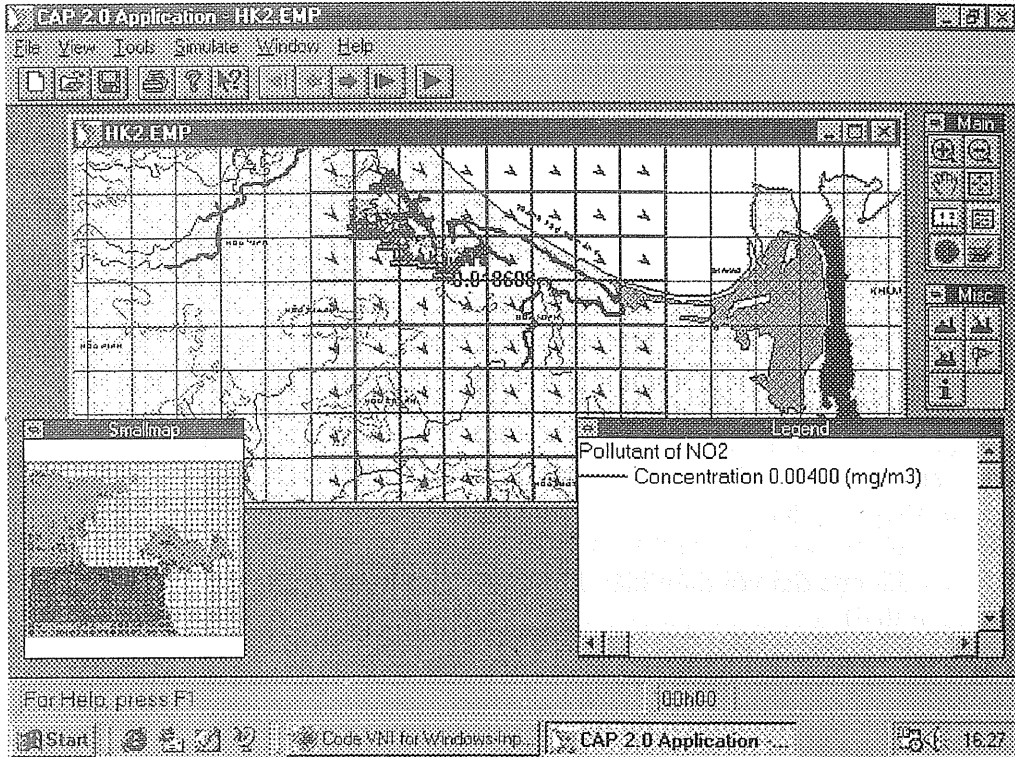 CAP 2.0 Application - HK2.EMP
File View Tools Simulate Window Help
HK2.EMP
Main
0.018608
Misc
Smallmap
Legend
Pollutant of NO2
Concentration 0.00400 (mg/m3)
For Help, press F1
00h00
Start
Code VNI for Windows-Inp...
CAP 2.0 Application -...
16:27